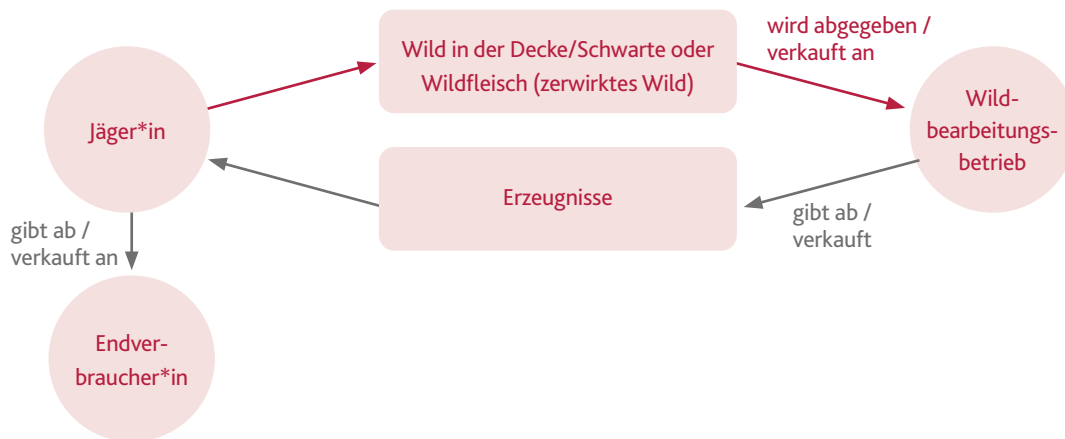 Jäger*in
Wild in der Decke/Schwarte oder
Wildfleisch (zerwirktes Wild)
wird abgegeben /
verkauft an
Wild-
bearbeitungs-
betrieb
Erzeugnisse
gibt ab /
verkauft
gibt ab /
verkauft an
Endver-
braucher*in